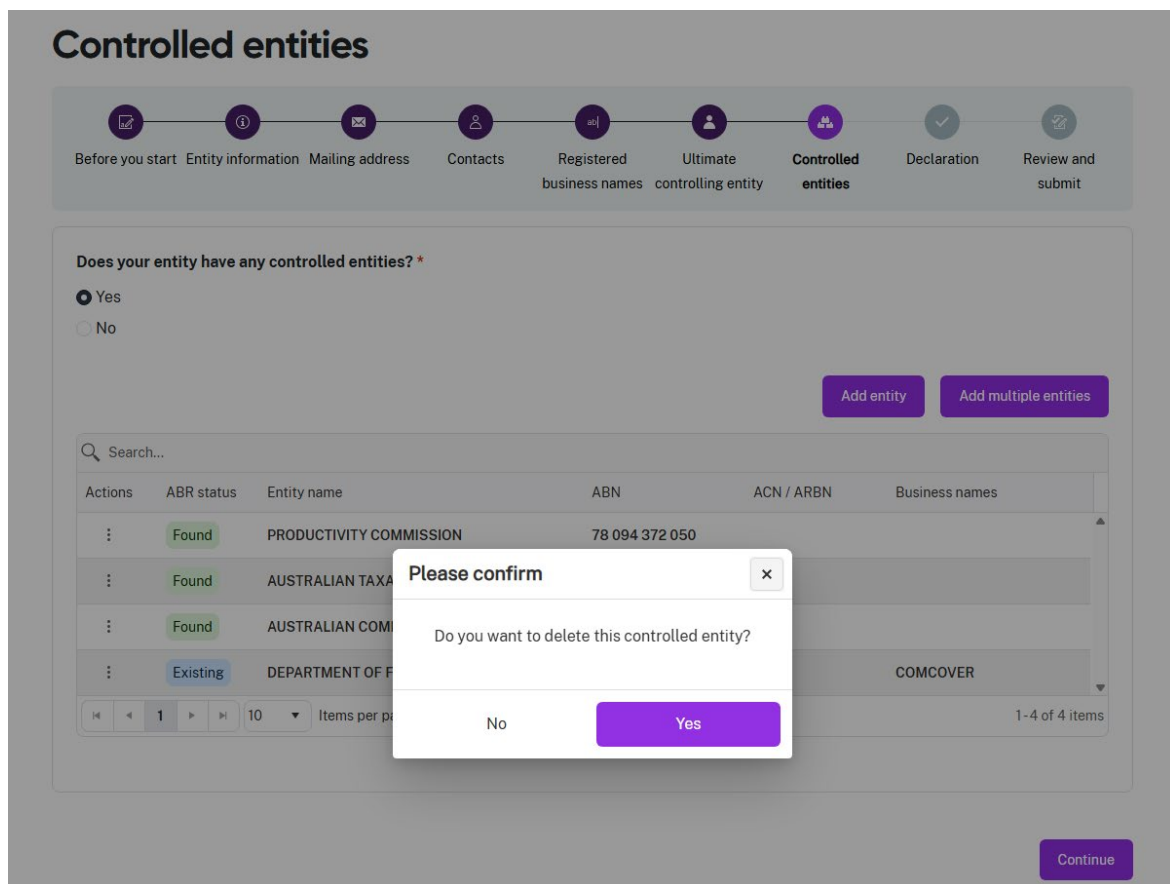 Controlled entities
Before you start Entity information Mailing address Contacts Registered business names Ultimate controlling entity Controlled entities Declaration Review and submit
Does your entity have any controlled entities? *
Yes
No
Add entity Add multiple entities
Search...
Actions ABR status Entity name ABN ACN / ARBN Business names
Found PRODUCTIVITY COMMISSION 78 094 372 050
Found AUSTRALIAN TAXA
Found AUSTRALIAN COM
Existing DEPARTMENT OF F COMCOVER
1 10 Items per pa 1 - 4 of 4 items
Please confirm
Do you want to delete this controlled entity?
No Yes
Continue